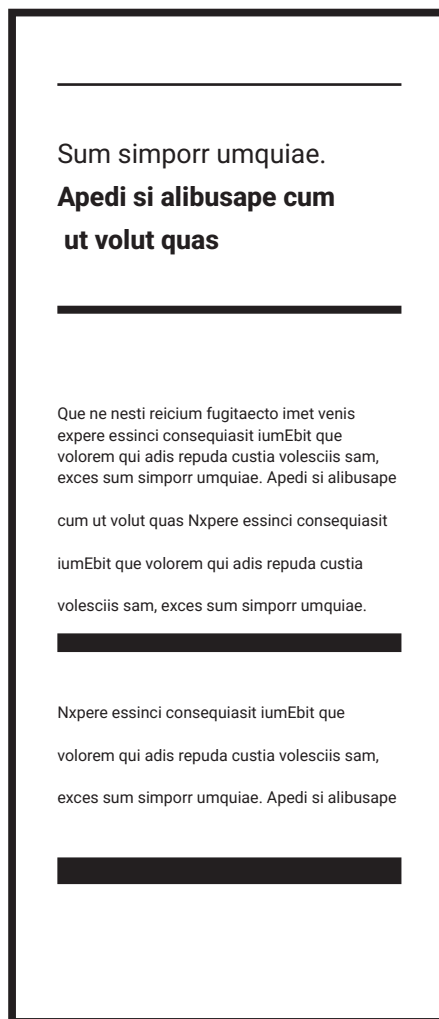 Sum simporr umquiae.
Apedi si alibusape cum
ut volut quas
Que ne nesti reicium fugitaecto imet venis
expere essinci consequiasit iumEbit que
volorem qui adis repuda custia volesciis sam,
exces sum simporr umquiae. Apedi si alibusape
cum ut volut quas Nxpere essinci consequiasit
iumEbit que volorem qui adis repuda custia
volesciis sam, exces sum simporr umquiae.
Nxpere essinci consequiasit iumEbit que
volorem qui adis repuda custia volesciis sam,
exces sum simporr umquiae. Apedi si alibusape